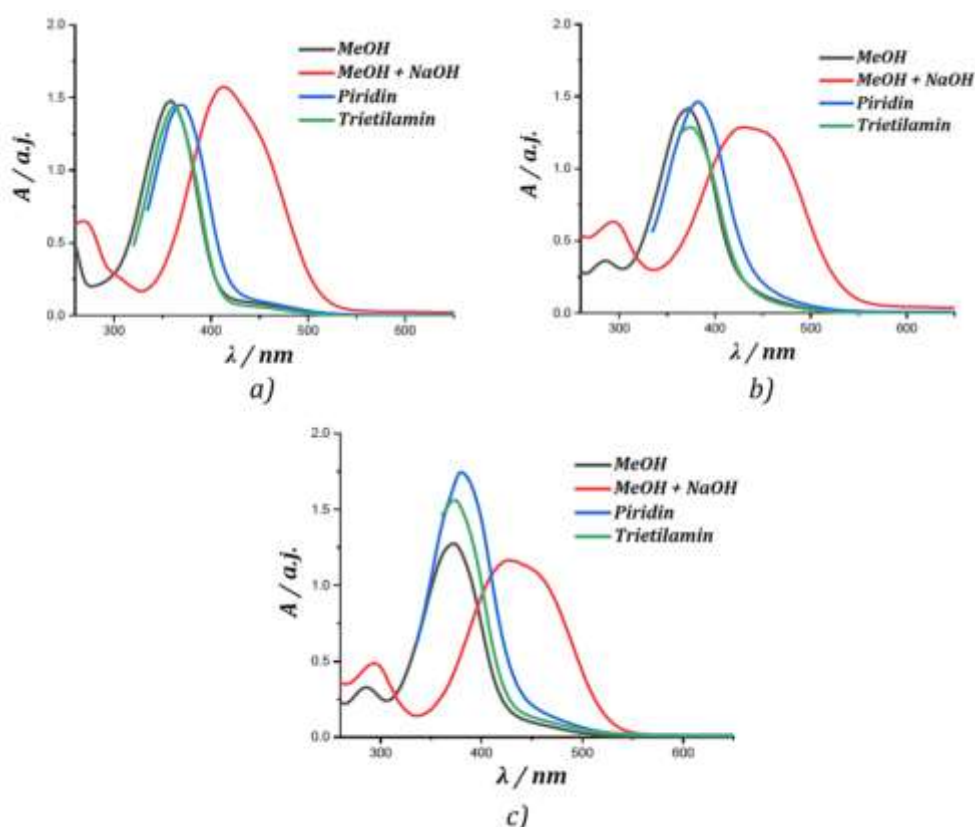 2.0
1.5
1.0
0.5
0.0
A / a.j.
MeOH
MeOH + NaOH
Piridin
Trietilamin
300 400 500 600
λ / nm
a)
2.0
1.5
1.0
0.5
0.0
A / a.j.
MeOH
MeOH + NaOH
Piridin
Trietilamin
300 400 500 600
λ / nm
b)
2.0
1.5
1.0
0.5
0.0
A / a.j.
MeOH
MeOH + NaOH
Piridin
Trietilamin
300 400 500 600
λ / nm
c)